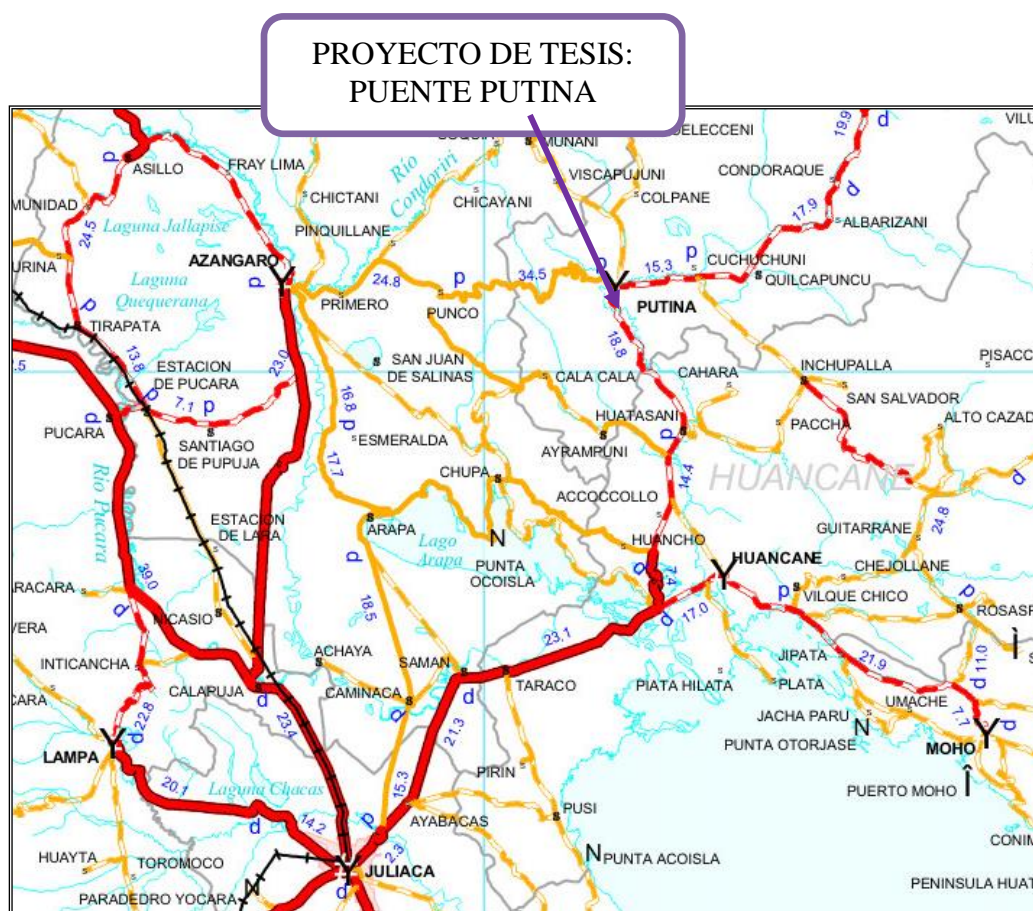 PROYECTO DE TESIS:
PUENTE PUTINA
d
19.9
VILU
ELECCENI
MUNANI
ASILLO
p
FRAY LIMA
Río
Condoriri
VISCAPUJUNI
CONDORAQUE
d
MUNIDAD
CHICTANI
CHICAYANI
COLPANE
17.9
ALBARIZANI
24.5
Laguna Jallapise
PINQUILLANE
URINA
AZANGARO
p
24.8
p
34.5
p
15.3
p
CUCHUCHUNI
QUILCAPUNCU
Laguna
Quequerana
PRIMERO
PUNCO
PUTINA
p
TIRAPATA
18.8
2.5
13.8
ESTACION
DE PUCARA
23.0
SAN JUAN
DE SALINAS
CALA CALA
CAHARA
INCHUPALLA
PISACC
p
7.1
p
16.8
SAN SALVADOR
d
PUCARA
SANTIAGO
DE PUPUJA
p
ESMERALDA
HUATASANI
p
AYRAMPUNI
PACCHA
ALTO CAZAD
17.7
CHUPA
14.4
HUANCANE
d
Río Pucara
ESTACION
DE LARA
ACCOCCOLLO
24.8
ARAPA
Lago
Arapa
N
HUANCHO
GUITARRANE
39.0
d
PUNTA
OCOISLA
d
7.4
HUANCANE
CHEJOLLANE
ARACARA
d
NICASIO
18.5
17.0
d
p
VILQUE CHICO
ROSASP
VERA
23.1
INTICANCHA
ACHAYA
SAMAN
JIPATA
21.9
11.0
d
CARA
CALAPUJA
d
CAMINACA
d
d
TARACO
PIATA HILATA
PLATA
UMACHE
22.8
d
23.4
21.3
JACHA PARU
N
7.7
d
LAMPA
PUNTA OTORJASE
MOHO
20.1
Laguna Chacas
15.3
PIRIN
PUERTO MOHO
d
14.2
p
AYABACAS
PUSI
CONIM
HUAYTA
TOROMOCO
2.3
JULIACA
N
PUNTA ACOISLA
PARADEDRO YOCARA
N
d
PENINSULA HUAT